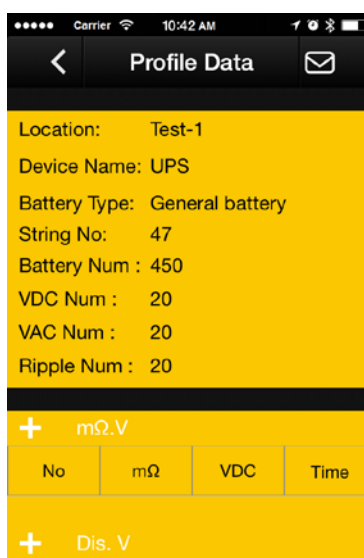 Carrier 10:42 AM
Profile Data
Location: Test-1
Device Name: UPS
Battery Type: General battery
String No: 47
Battery Num : 450
VDC Num : 20
VAC Num : 20
Ripple Num : 20
+ mΩ.V
No mΩ VDC Time
+ Dis. V